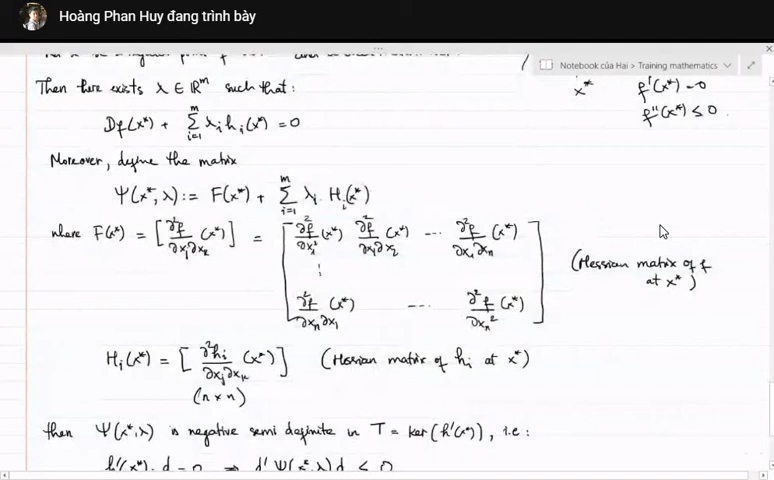 Hoàng Phan Huy đang trình bày
Notebook của Hai > Training mathematics
Then there exists λ ∈ ℝ^m such that:
x* f'(x*) = 0
f''(x*) ≤ 0
Df(x*) + Σ_{i=1}^{m} λ_i h_i(x*) = 0
Moreover, define the matrix
Ψ(x*, λ) := F(x*) + Σ_{i=1}^{m} λ_i H_i(x*)
where F(x*) = [∂²f/∂x_j∂x_k (x*)] = [∂²f/∂x_1² (x*) ∂²f/∂x_1∂x_2 (x*) ... ∂²f/∂x_1∂x_n (x*)
⋮
∂²f/∂x_n∂x_1 (x*) ... ∂²f/∂x_n² (x*)]
(Hessian matrix of f
at x*)
H_i(x*) = [∂²h_i/∂x_j∂x_k (x*)] (Hessian matrix of h_i at x*)
(n × n)
then Ψ(x*, λ) is negative semi definite in T = ker(h'(x*)), i.e:
h'(x*). d = 0 ⇒ d' Ψ(x*, λ) d ≤ 0